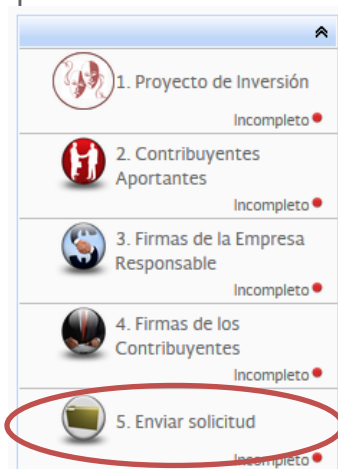 1. Proyecto de Inversión
Incompleto
2. Contribuyentes
Aportantes
Incompleto
3. Firmas de la Empresa
Responsable
Incompleto
4. Firmas de los
Contribuyentes
Incompleto
5. Enviar solicitud
Incompleto